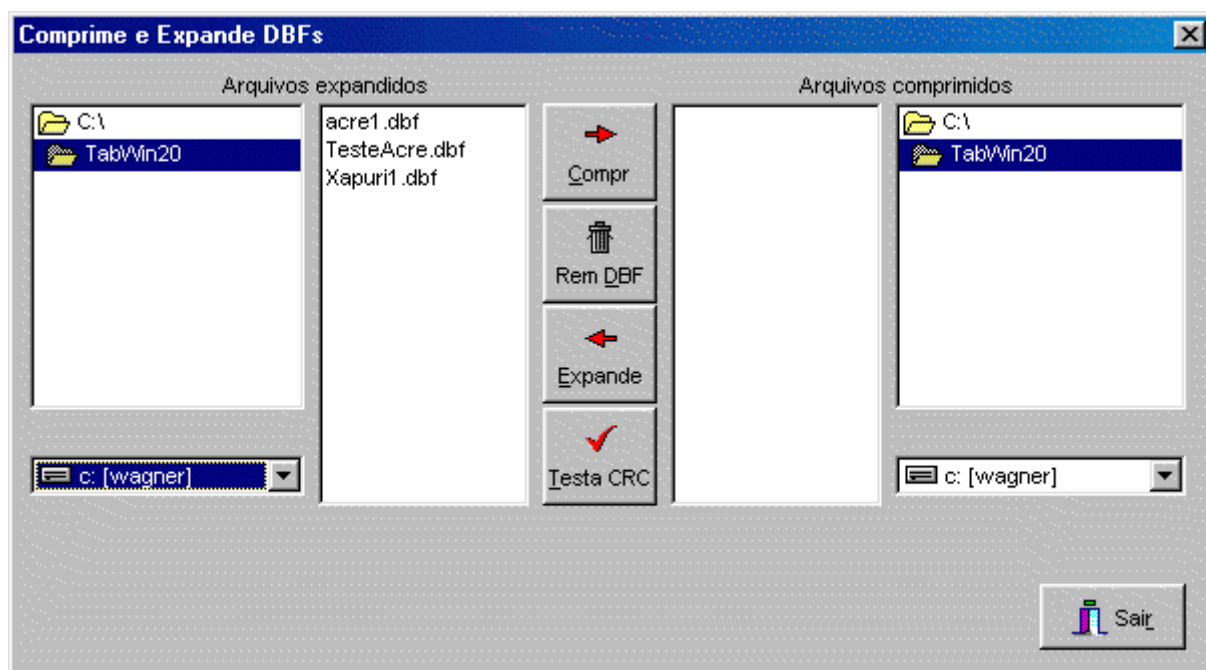 Comprime e Expande DBFs
Arquivos expandidos
Arquivos comprimidos
C:\
TabWin20
acre1.dbf
TesteAcre.dbf
Xapuri1.dbf
Compr
Rem DBF
Expande
Testa CRC
C:\
TabWin20
c: [wagner]
c: [wagner]
Sair